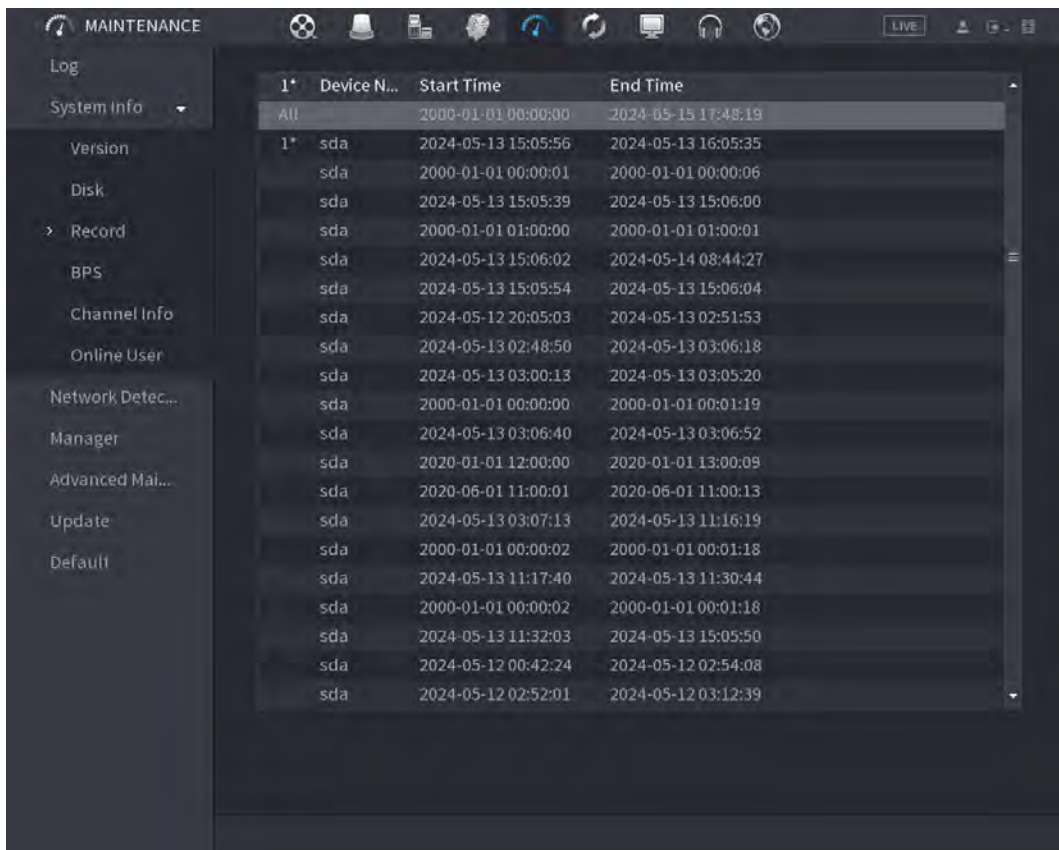 MAINTENANCE LIVE
Log
System Info
Version
Disk
Record
BPS
Channel Info
Online User
Network Detec...
Manager
Advanced Mai...
Update
Default
1* Device N... Start Time End Time
All 2000-01-01 00:00:00 2024-05-15 17:48:19
1* sda 2024-05-13 15:05:56 2024-05-13 16:05:35
sda 2000-01-01 00:00:01 2000-01-01 00:00:06
sda 2024-05-13 15:05:39 2024-05-13 15:06:00
sda 2000-01-01 01:00:00 2000-01-01 01:00:01
sda 2024-05-13 15:06:02 2024-05-14 08:44:27
sda 2024-05-13 15:05:54 2024-05-13 15:06:04
sda 2024-05-12 20:05:03 2024-05-13 02:51:53
sda 2024-05-13 02:48:50 2024-05-13 03:06:18
sda 2024-05-13 03:00:13 2024-05-13 03:05:20
sda 2000-01-01 00:00:00 2000-01-01 00:01:19
sda 2024-05-13 03:06:40 2024-05-13 03:06:52
sda 2020-01-01 12:00:00 2020-01-01 13:00:09
sda 2020-06-01 11:00:01 2020-06-01 11:00:13
sda 2024-05-13 03:07:13 2024-05-13 11:16:19
sda 2000-01-01 00:00:02 2000-01-01 00:01:18
sda 2024-05-13 11:17:40 2024-05-13 11:30:44
sda 2000-01-01 00:00:02 2000-01-01 00:01:18
sda 2024-05-13 11:32:03 2024-05-13 15:05:50
sda 2024-05-12 00:42:24 2024-05-12 02:54:08
sda 2024-05-12 02:52:01 2024-05-12 03:12:39